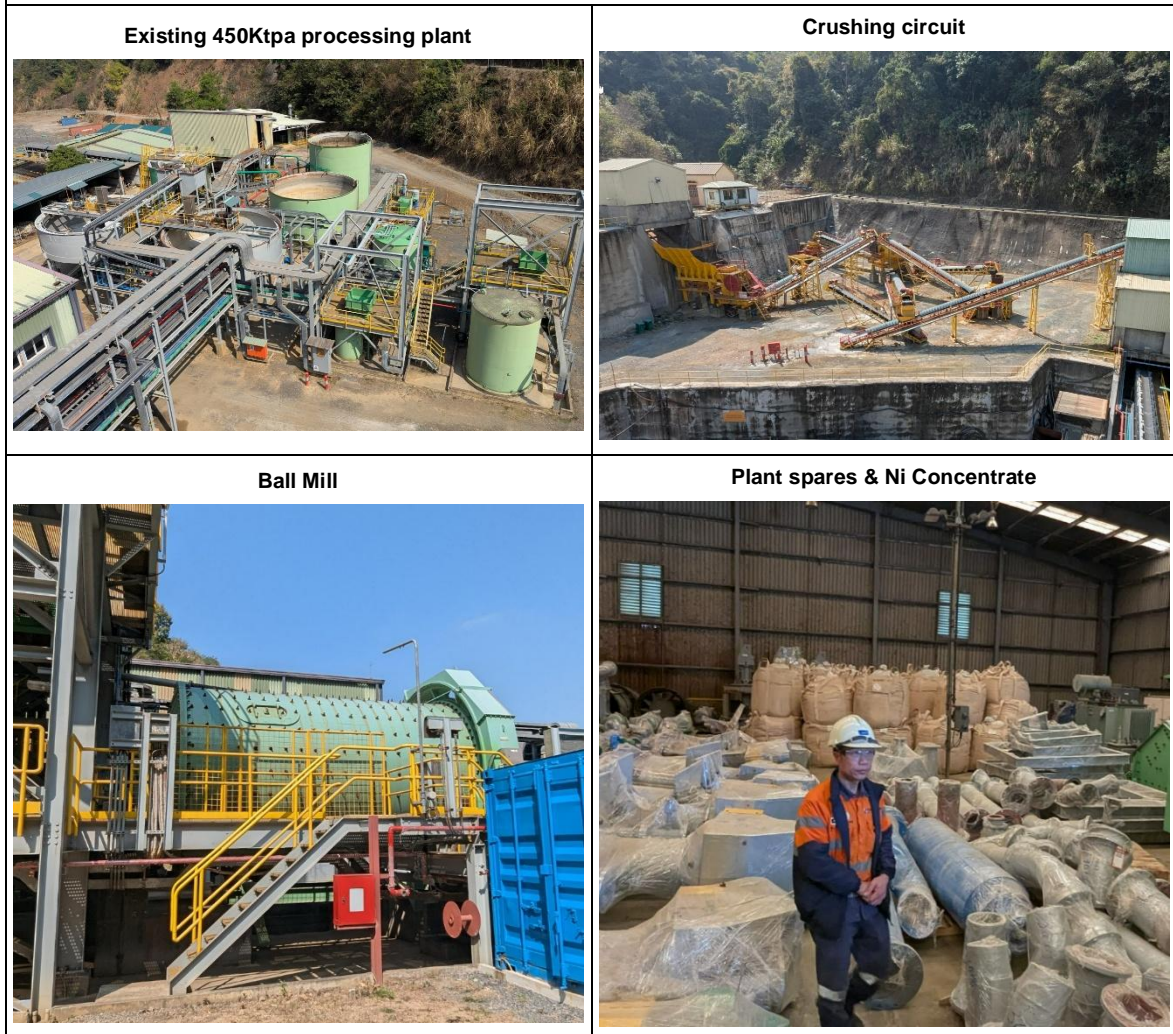 Existing 450Ktpa processing plant
Crushing circuit
Ball Mill
Plant spares & Ni Concentrate